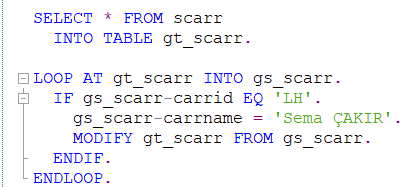 SELECT * FROM scarr
INTO TABLE gt_scarr.
LOOP AT gt_scarr INTO gs_scarr.
IF gs_scarr-carrid EQ 'LH'.
gs_scarr-carrname = 'Sema ÇAKIR'.
MODIFY gt_scarr FROM gs_scarr.
ENDIF.
ENDLOOP.